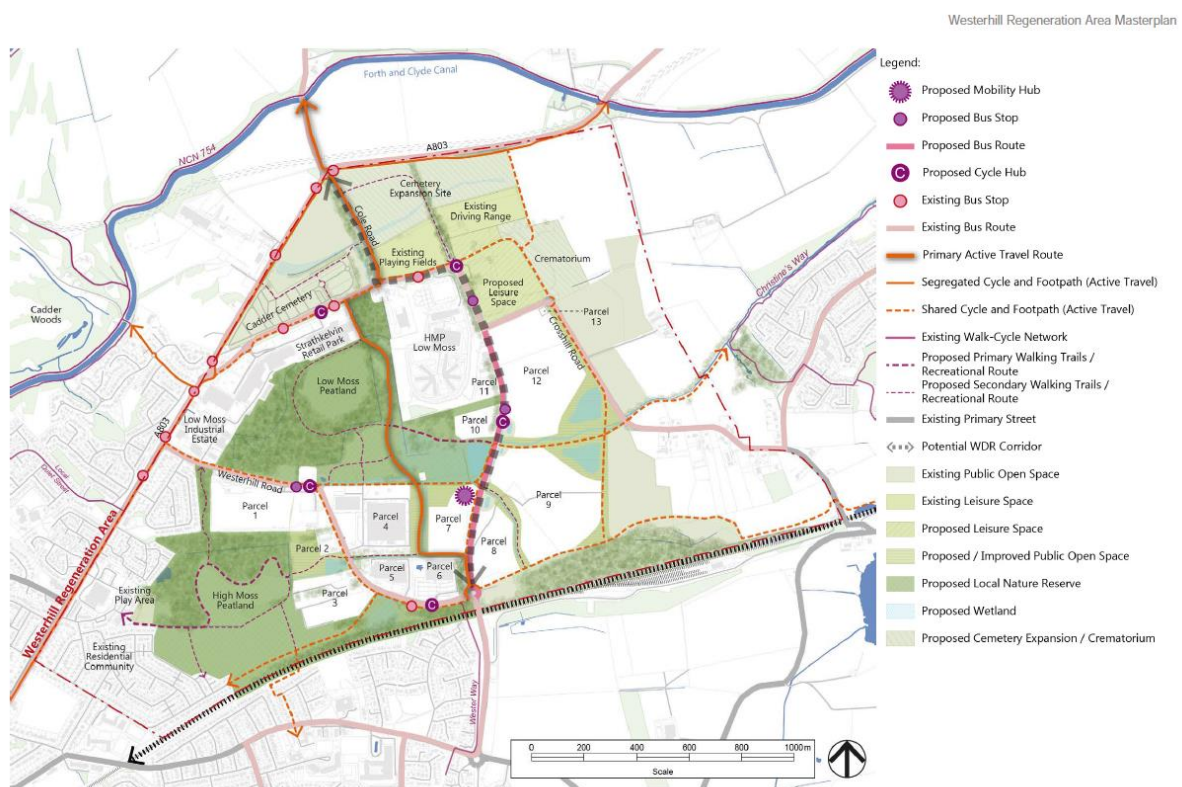 Westerhill Regeneration Area Masterplan
Forth and Clyde Canal
NCN 754
A803
Cemetery
Expansion Site
Existing
Driving Range
Cole Road
Existing
Playing Fields
Crematorium
Christine's Way
Proposed
Leisure
Space
Cadder
Woods
Cadder Cemetery
Parcel
13
Strathkelvin
Retail Park
HMP
Low Moss
Crosshill Road
Low Moss
Peatland
Parcel
11
Parcel
12
A803
Low Moss
Industrial
Estate
Parcel
10
Local
Quiet Street
Westerhill Road
Parcel
1
Parcel
4
Parcel
7
Parcel
9
Westerhill Regeneration Area
Parcel 2
Parcel
8
Parcel
5
Parcel
6
Existing
Play Area
High Moss
Peatland
Parcel
3
Existing
Residential
Community
Wester Way
0 200 400 600 800 1000m
Scale
Legend:
Proposed Mobility Hub
Proposed Bus Stop
Proposed Bus Route
C Proposed Cycle Hub
Existing Bus Stop
Existing Bus Route
Primary Active Travel Route
Segregated Cycle and Footpath (Active Travel)
Shared Cycle and Footpath (Active Travel)
Existing Walk-Cycle Network
Proposed Primary Walking Trails /
Recreational Route
Proposed Secondary Walking Trails /
Recreational Route
Existing Primary Street
Potential WDR Corridor
Existing Public Open Space
Existing Leisure Space
Proposed Leisure Space
Proposed / Improved Public Open Space
Proposed Local Nature Reserve
Proposed Wetland
Proposed Cemetery Expansion / Crematorium